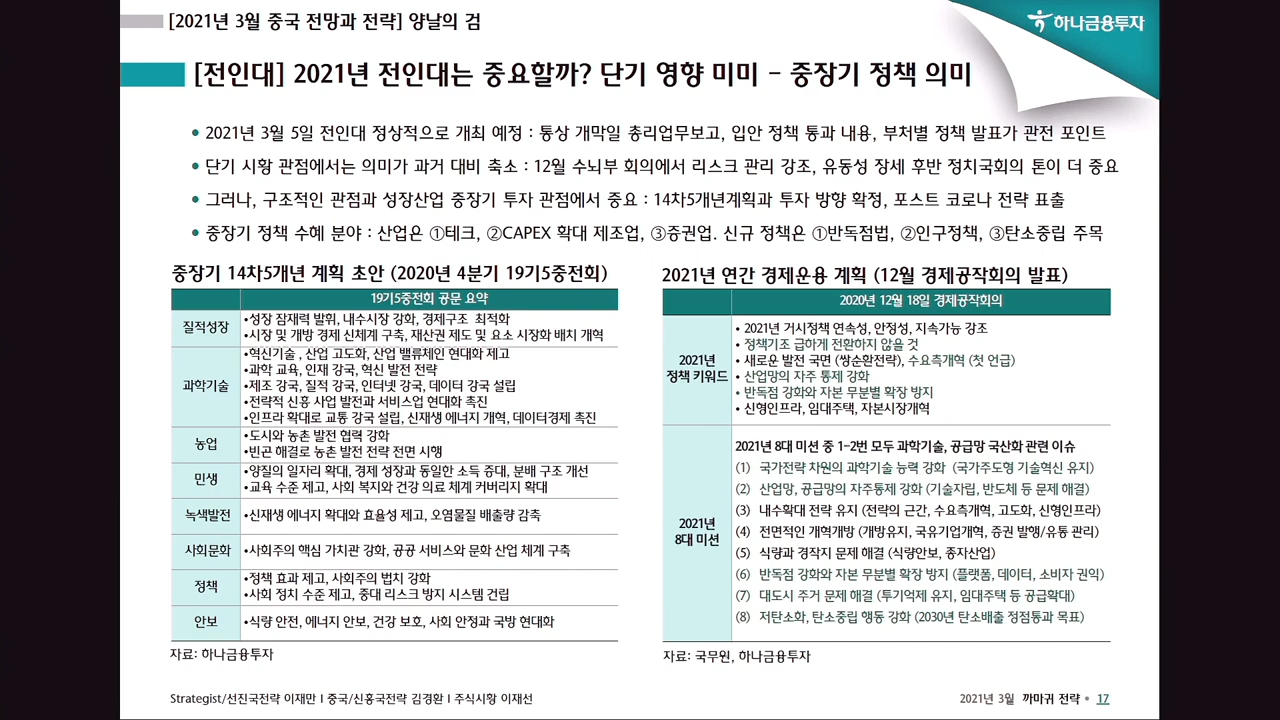 [2021년 3월 중국 전망과 전략] 양날의 검
하나금융투자
[전인대] 2021년 전인대는 중요할까? 단기 영향 미미 – 중장기 정책 의미
• 2021년 3월 5일 전인대 정상적으로 개최 예정 : 통상 개막일 총리업무보고, 입안 정책 통과 내용, 부처별 정책 발표가 관전 포인트
• 단기 시황 관점에서는 의미가 과거 대비 축소 : 12월 수뇌부 회의에서 리스크 관리 강조, 유동성 장세 후반 정치국회의 톤이 더 중요
• 그러나, 구조적인 관점과 성장산업 중장기 투자 관점에서 중요 : 14차5개년계획과 투자 방향 확정, 포스트 코로나 전략 표출
• 중장기 정책 수혜 분야 : 산업은 ①테크, ②CAPEX 확대 제조업, ③증권업. 신규 정책은 ①반독점법, ②인구정책, ③탄소중립 주목
중장기 14차5개년 계획 초안 (2020년 4분기 19기5중전회)
19기5중전회 공문 요약
질적성장
•성장 잠재력 발휘, 내수시장 강화, 경제구조 최적화
•시장 및 개방 경제 신체계 구축, 재산권 제도 및 요소 시장화 배치 개혁
과학기술
•혁신기술 , 산업 고도화, 산업 밸류체인 현대화 제고
•과학 교육, 인재 강국, 혁신 발전 전략
•제조 강국, 질적 강국, 인터넷 강국, 데이터 강국 설립
•전략적 신흥 사업 발전과 서비스업 현대화 촉진
•인프라 확대로 교통 강국 설립, 신재생 에너지 개혁, 데이터경제 촉진
농업
•도시와 농촌 발전 협력 강화
•빈곤 해결로 농촌 발전 전략 전면 시행
민생
•양질의 일자리 확대, 경제 성장과 동일한 소득 증대, 분배 구조 개선
•교육 수준 제고, 사회 복지와 건강 의료 체계 커버리지 확대
녹색발전
•신재생 에너지 확대와 효율성 제고, 오염물질 배출량 감축
사회문화
•사회주의 핵심 가치관 강화, 공공 서비스와 문화 산업 체계 구축
정책
•정책 효과 제고, 사회주의 법치 강화
•사회 정치 수준 제고, 중대 리스크 방지 시스템 건립
안보
•식량 안전, 에너지 안보, 건강 보호, 사회 안정과 국방 현대화
자료: 하나금융투자
2021년 연간 경제운용 계획 (12월 경제공작회의 발표)
2020년 12월 18일 경제공작회의
2021년
정책 키워드
• 2021년 거시정책 연속성, 안정성, 지속가능 강조
• 정책기조 급하게 전환하지 않을 것
• 새로운 발전 국면 (쌍순환전략), 수요측개혁 (첫 언급)
• 산업망의 자주 통제 강화
• 반독점 강화와 자본 무분별 확장 방지
• 신형인프라, 임대주택, 자본시장개혁
2021년
8대 미션
2021년 8대 미션 중 1-2번 모두 과학기술, 공급망 국산화 관련 이슈
(1) 국가전략 차원의 과학기술 능력 강화 (국가주도형 기술혁신 유지)
(2) 산업망, 공급망의 자주통제 강화 (기술자립, 반도체 등 문제 해결)
(3) 내수확대 전략 유지 (전략의 근간, 수요측개혁, 고도화, 신형인프라)
(4) 전면적인 개혁개방 (개방유지, 국유기업개혁, 증권 발행/유통 관리)
(5) 식량과 경작지 문제 해결 (식량안보, 종자산업)
(6) 반독점 강화와 자본 무분별 확장 방지 (플랫폼, 데이터, 소비자 권익)
(7) 대도시 주거 문제 해결 (투기억제 유지, 임대주택 등 공급확대)
(8) 저탄소화, 탄소중립 행동 강화 (2030년 탄소배출 정점통과 목표)
자료: 국무원, 하나금융투자
Strategist/선진국전략 이재만 I 중국/신흥국전략 김경환 I 주식시황 이재선
2021년 3월 까마귀 전략 • 17